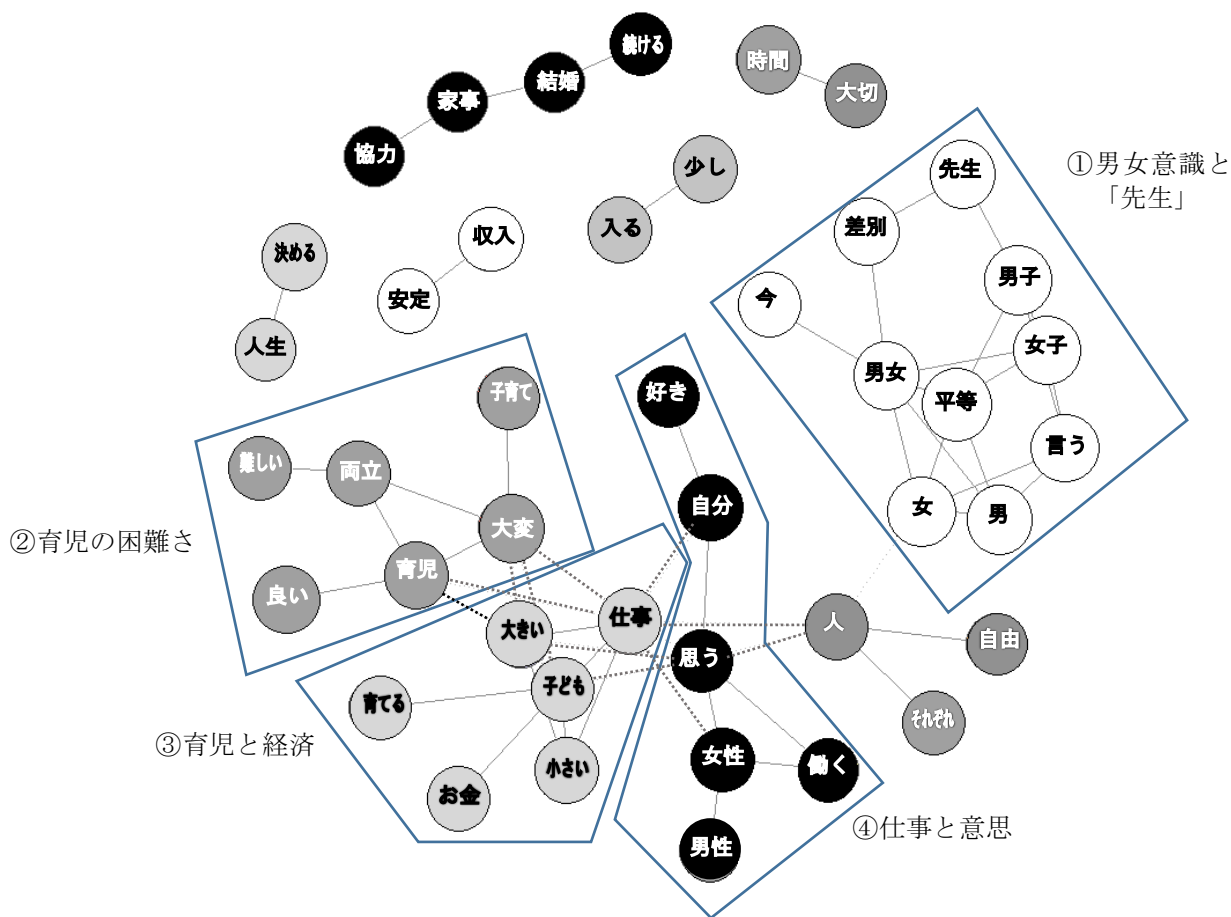 続ける
結婚
家事
協力
時間
大切
少し
入る
収入
安定
決める
人生
①男女意識と
「先生」
先生
差別
男子
今
女子
男女
平等
言う
女
男
②育児の困難さ
子育て
難しい
両立
大変
育児
良い
③育児と経済
大きい
仕事
子ども
育てる
小さい
お金
④仕事と意思
好き
自分
思う
女性
働く
男性
人
自由
それぞれ